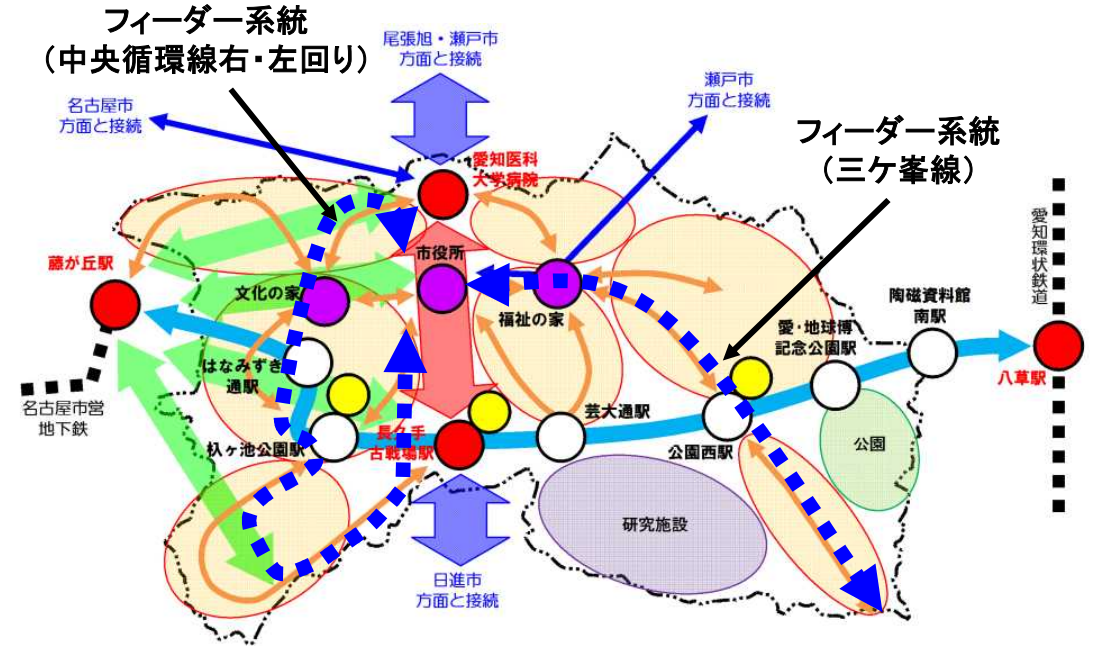 フィーダー系統
（中央循環線右・左回り）
尾張旭・瀬戸市
方面と接続
瀬戸市
方面と接続
名古屋市
方面と接続
フィーダー系統
（三ケ峯線）
愛知医科
大学病院
愛知環状鉄道
市役所
藤が丘駅
文化の家
福祉の家
陶磁資料館
南駅
愛・地球博
記念公園駅
はなみずき
通駅
八草駅
名古屋市営
地下鉄
芸大通駅
長久手
古戦場駅
杁ヶ池公園駅
公園西駅
公園
研究施設
日進市
方面と接続